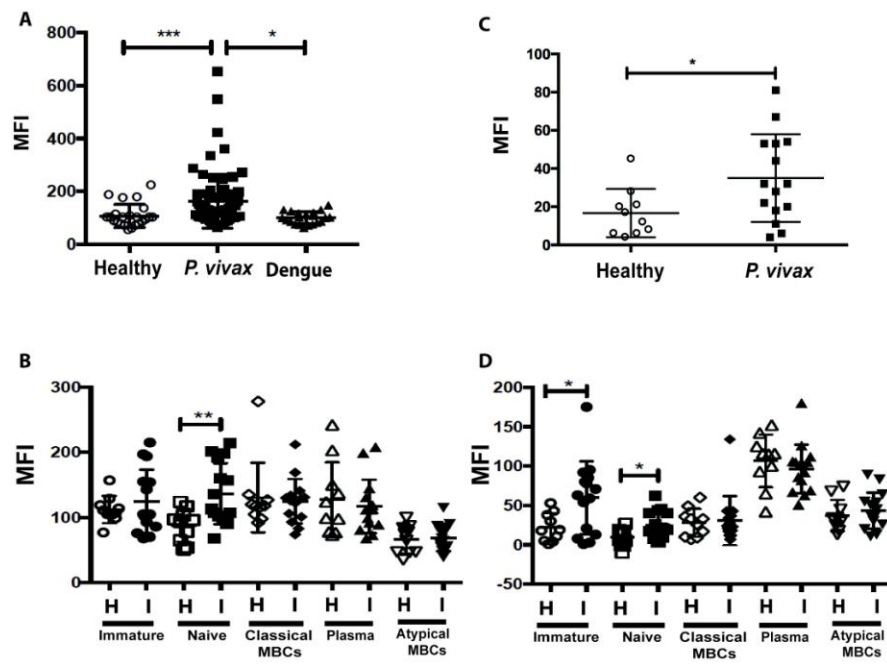 A
MFI
800
600
400
200
0
***
*
Healthy
P. vivax
Dengue
C
MFI
100
80
60
40
20
0
*
Healthy
P. vivax
B
MFI
300
200
100
0
**
H I H I H I H I H I
Immature
Naive
Classical
MBCs
Plasma
Atypical
MBCs
D
MFI
200
150
100
50
0
-50
*
*
H I H I H I H I H I
Immature
Naive
Classical
MBCs
Plasma
Atypical
MBCs